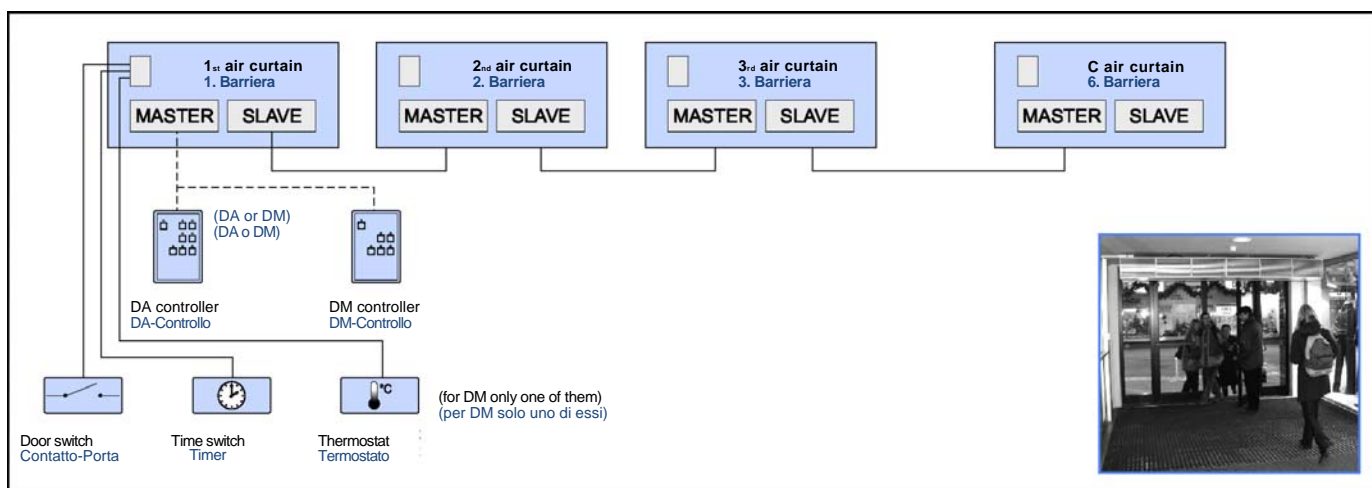 1st air curtain
1. Barriera
MASTER SLAVE
2nd air curtain
2. Barriera
MASTER SLAVE
3rd air curtain
3. Barriera
MASTER SLAVE
C air curtain
6. Barriera
MASTER SLAVE
(DA or DM)
(DA o DM)
DA controller
DA-Controllo
DM controller
DM-Controllo
°C
(for DM only one of them)
(per DM solo uno di essi)
Door switch
Contatto-Porta
Time switch
Timer
Thermostat
Termostato